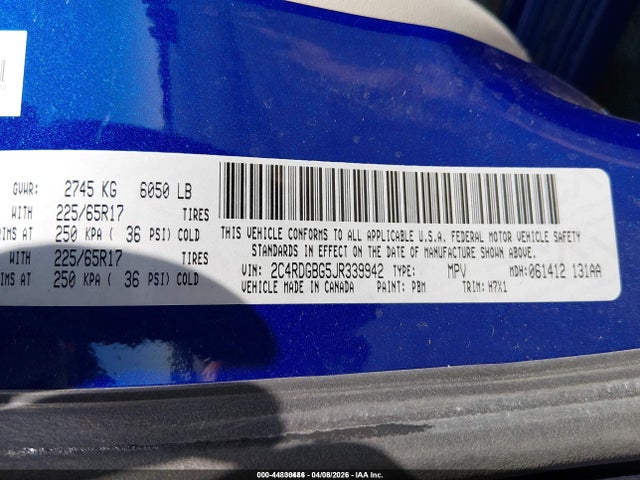 GVWR: 2745 KG 6050 LB
WITH 225/65R17 TIRES
RIMS AT 250 KPA ( 36 PSI) COLD
WITH 225/65R17 TIRES
RIMS AT 250 KPA ( 36 PSI) COLD
THIS VEHICLE CONFORMS TO ALL APPLICABLE U.S.A. FEDERAL MOTOR VEHICLE SAFETY
STANDARDS IN EFFECT ON THE DATE OF MANUFACTURE SHOWN ABOVE.
VIN: 2C4RDGBG5JR339942 TYPE: MPV MDH: 061412 131AA
VEHICLE MADE IN CANADA PAINT: PBM TRIM: H7X1
- 04/08/2026 - IAA Inc.